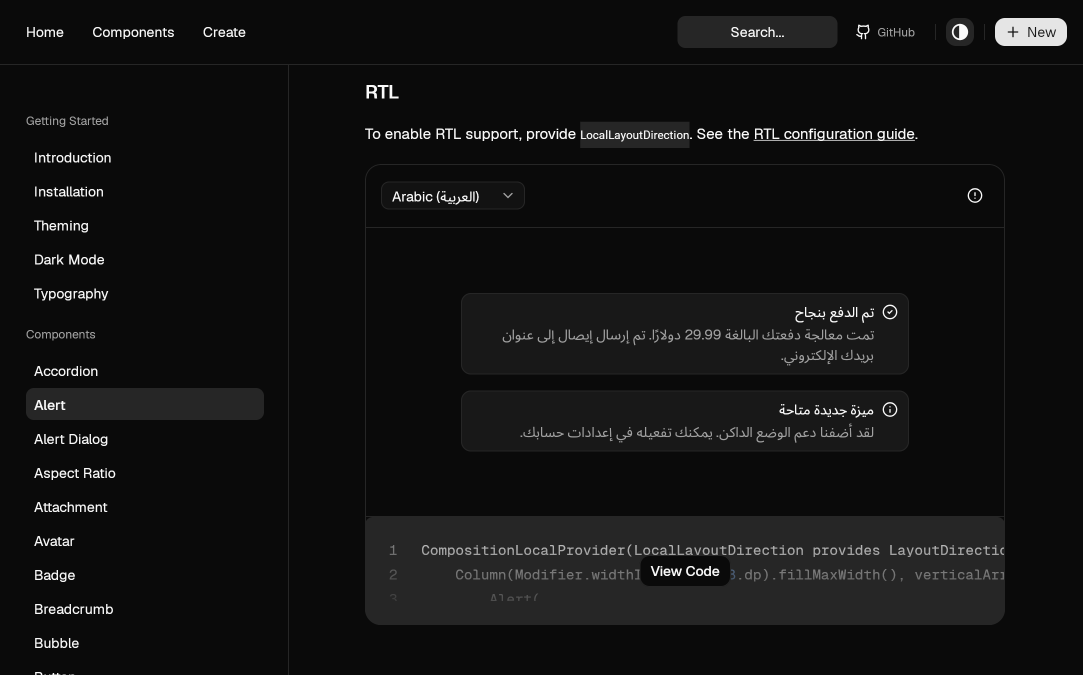 Home
Components
Create
Search...
GitHub
New
Getting Started
Introduction
Installation
Theming
Dark Mode
Typography
Components
Accordion
Alert
Alert Dialog
Aspect Ratio
Attachment
Avatar
Badge
Breadcrumb
Bubble
RTL
To enable RTL support, provide LocalLayoutDirection. See the RTL configuration guide.
Arabic (العربية)
تم الدفع بنجاح
تمت معالجة دفعتك البالغة 29.99 دولارًا. تم إرسال إيصال إلى عنوان
بريدك الإلكتروني.
ميزة جديدة متاحة
لقد أضفنا دعم الوضع الداكن. يمكنك تفعيله في إعدادات حسابك.
1 CompositionLocalProvider(LocalLayoutDirection provides
2 Column(.dp).fillMaxWidth(),
3 Alert(
View Code